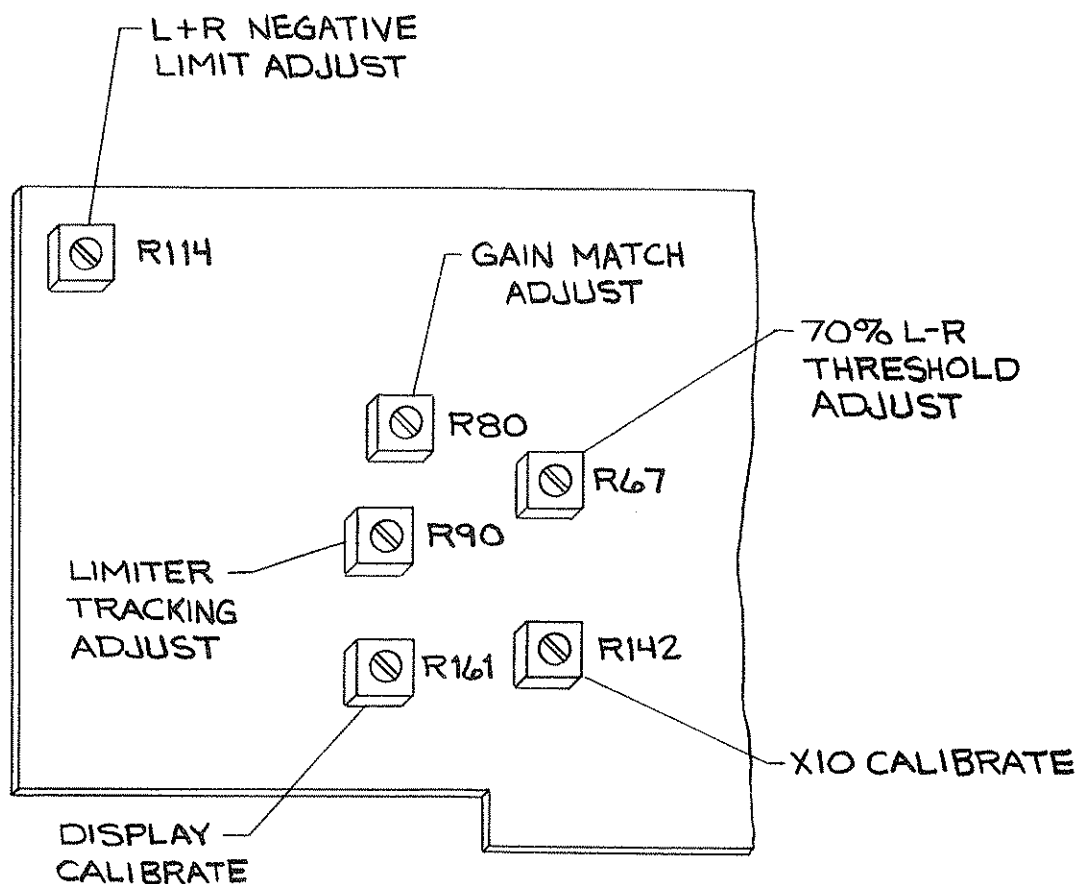 L+R NEGATIVE
LIMIT ADJUST
R114
GAIN MATCH
ADJUST
70% L-R
THRESHOLD
ADJUST
R80
R67
R90
LIMITER
TRACKING
ADJUST
R161
R142
X10 CALIBRATE
DISPLAY
CALIBRATE